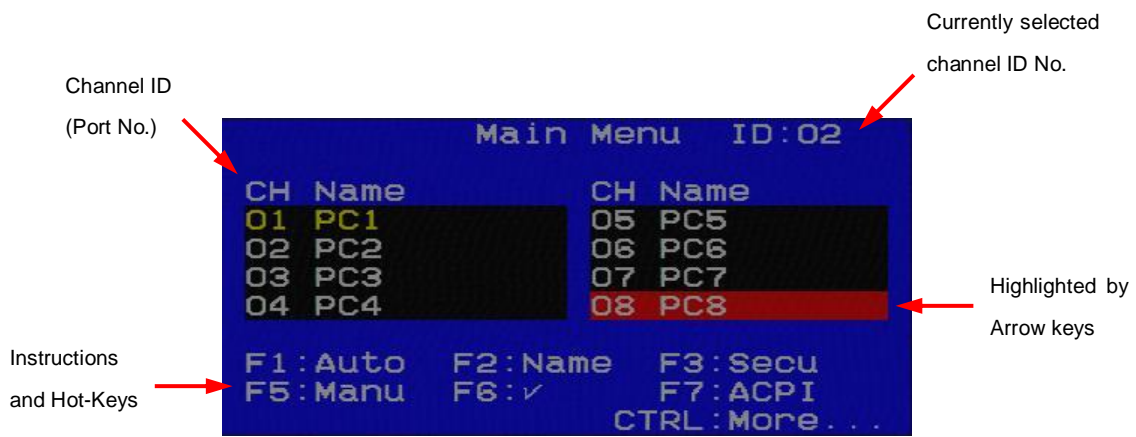 Currently selected
channel ID No.
Channel ID
(Port No.)
Main Menu ID:02
CH Name CH Name
01 PC1 05 PC5
02 PC2 06 PC6
03 PC3 07 PC7
04 PC4 08 PC8
Highlighted by
Arrow keys
Instructions
and Hot-Keys
F1:Auto F2:Name F3:Secu
F5:Manu F6:✓ F7:ACPI
CTRL:More...